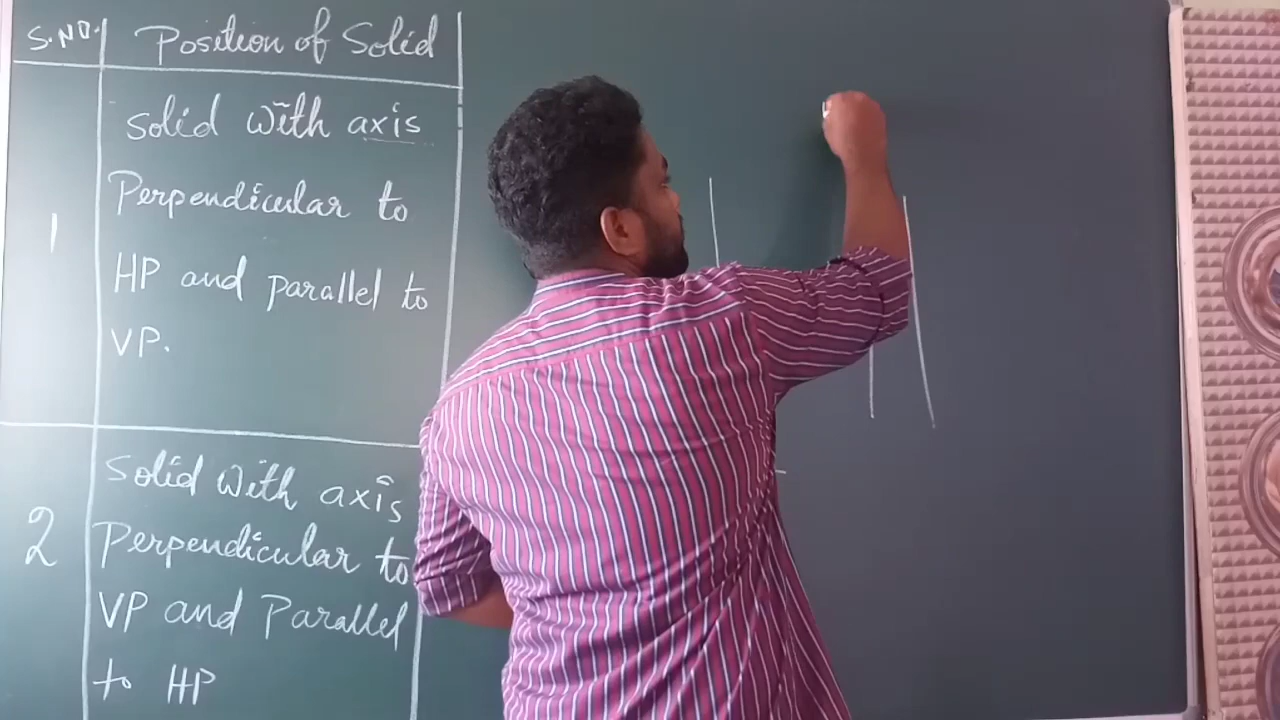 S.NO. Position of Solid
Solid with axis
Perpendicular to
1 HP and parallel to
VP.
Solid with axis
2 Perpendicular to
VP and Parallel
to HP